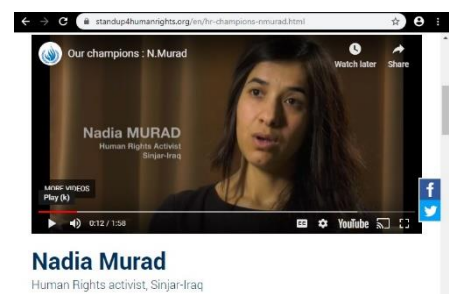 standup4humanrights.org/en/hr-champions-nmurad.html
Our champions : N.Murad
Watch later
Share
Nadia MURAD
Human Rights Activist
Sinjar-Iraq
MORE VIDEOS
Play (k)
0:12 / 1:58
CC
YouTube
f
Nadia Murad
Human Rights activist, Sinjar-Iraq